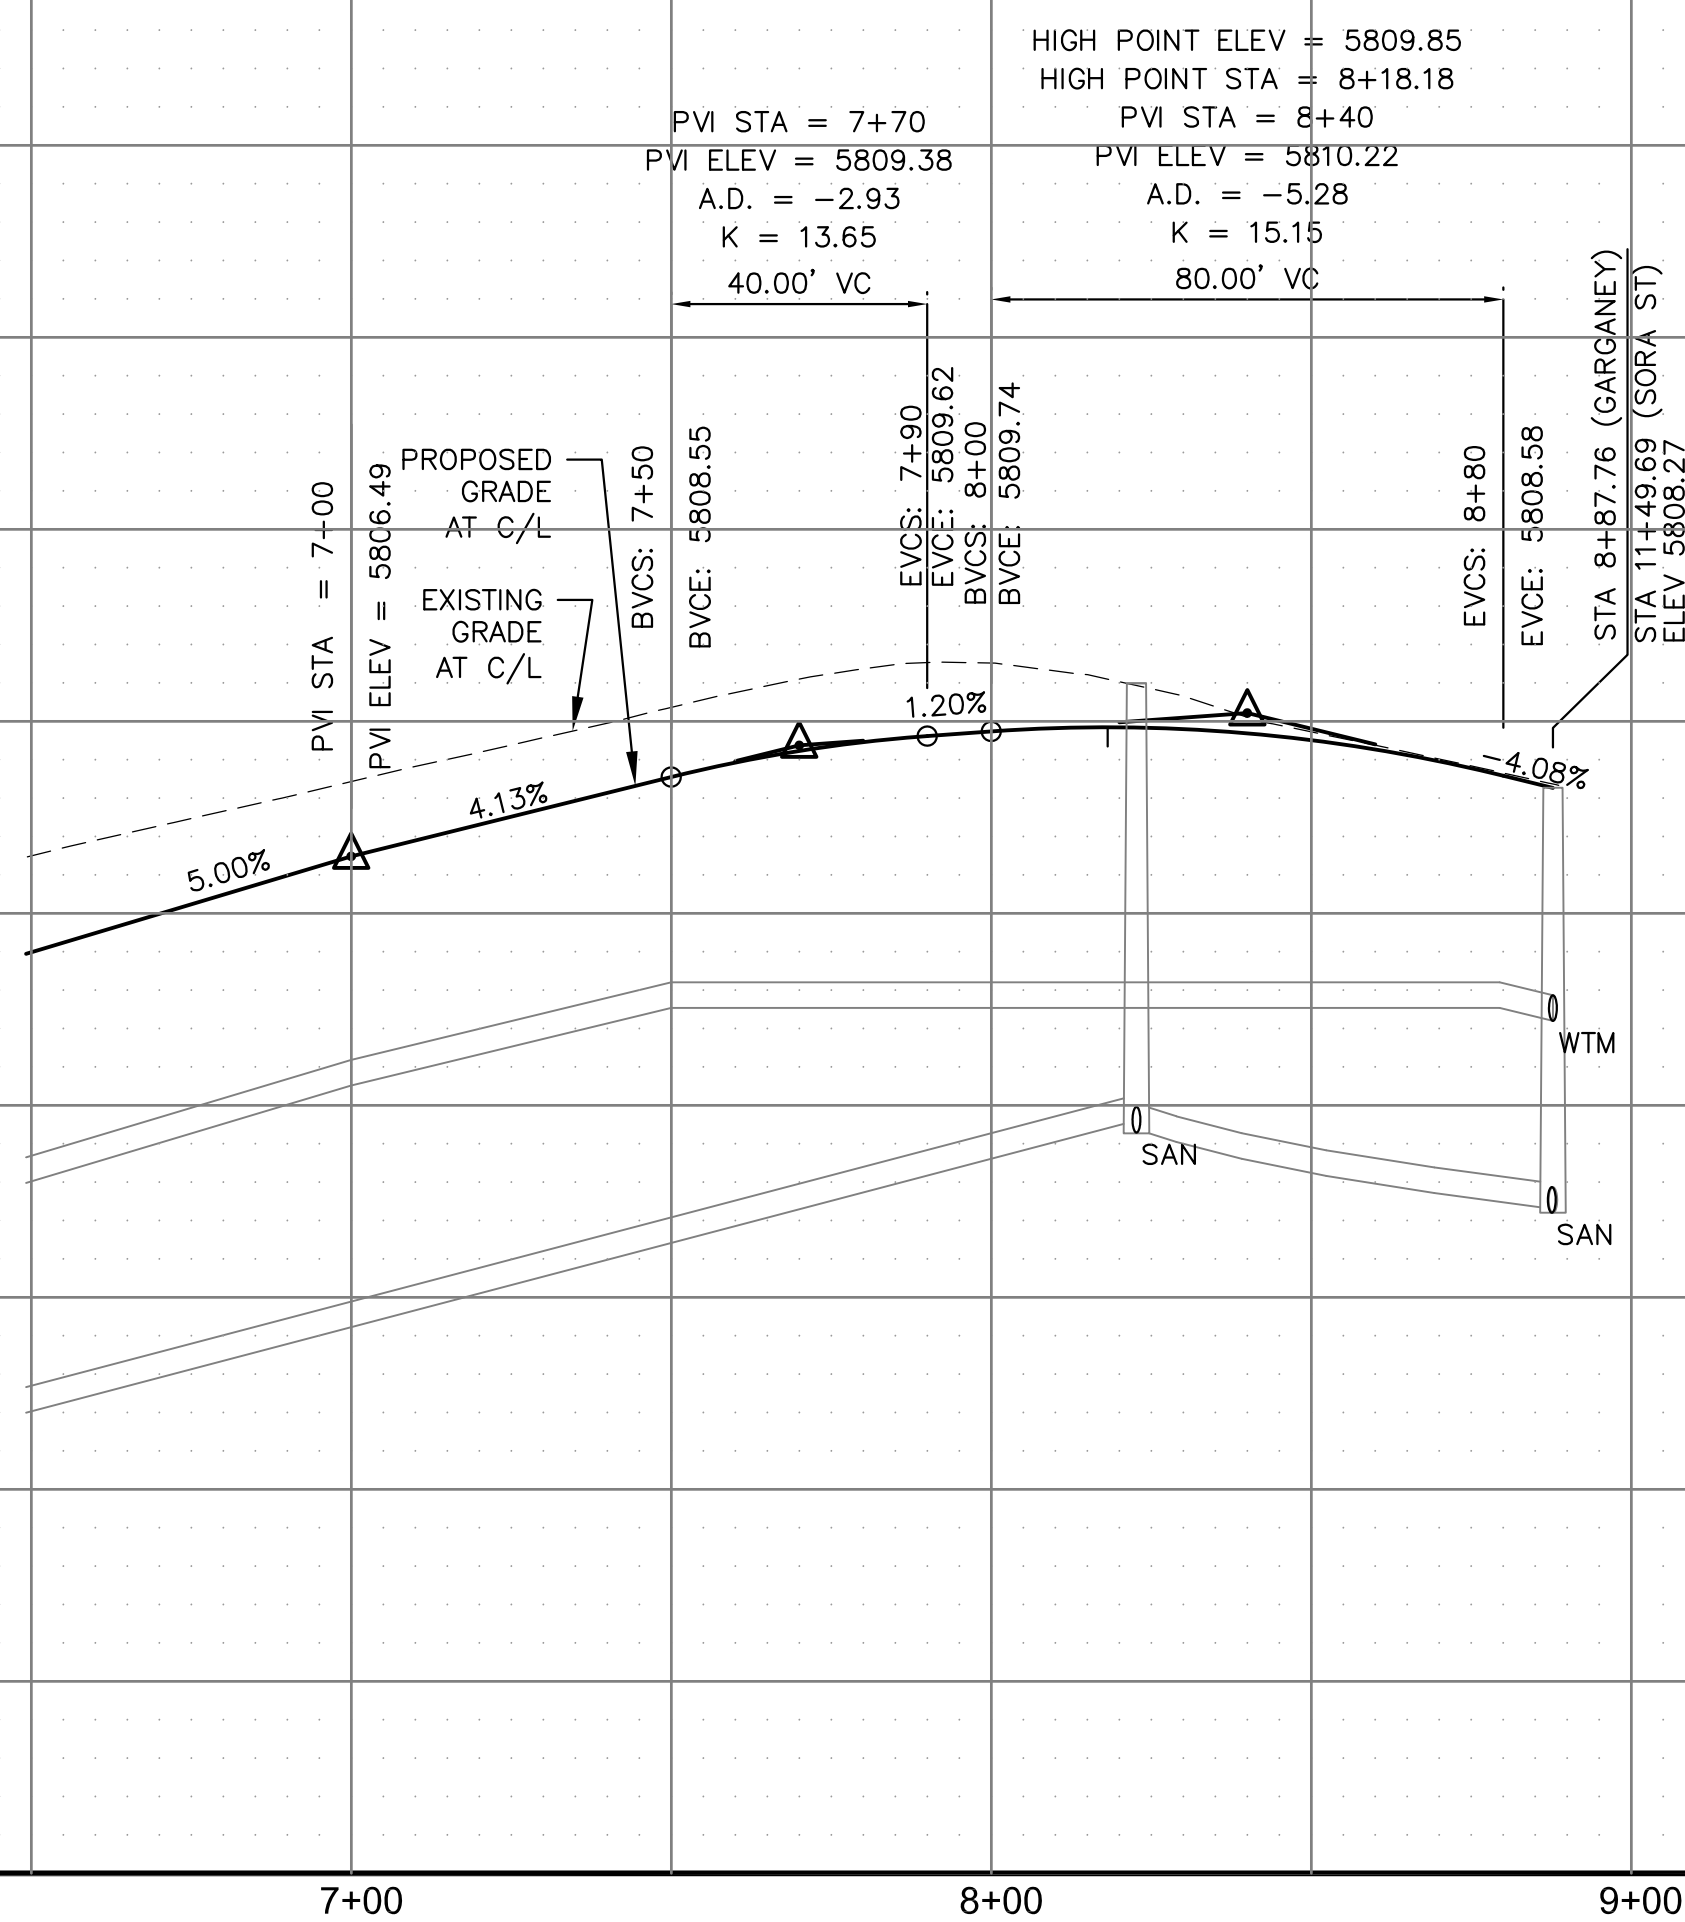 HIGH POINT ELEV = 5809.85
HIGH POINT STA = 8+18.18
PVI STA = 8+40
PVI ELEV = 5810.22
A.D. = -5.28
K = 15.15
80.00' VC
PVI STA = 7+70
PVI ELEV = 5809.38
A.D. = -2.93
K = 13.65
40.00' VC
PVI STA = 7+00
PVI ELEV = 5806.49
PROPOSED
GRADE
AT C/L
EXISTING
GRADE
AT C/L
BVCS: 7+50
BVCE: 5808.55
EVCS: 7+90
EVCE: 5809.62
BVCS: 8+00
BVCE: 5809.74
EVCS: 8+80
EVCE: 5808.58
STA 8+87.76 (GARGANEY)
STA 11+49.69 (SORA ST)
ELEV 5808.27
5.00%
4.13%
1.20%
-4.08%
WTM
SAN
SAN
7+00
8+00
9+00